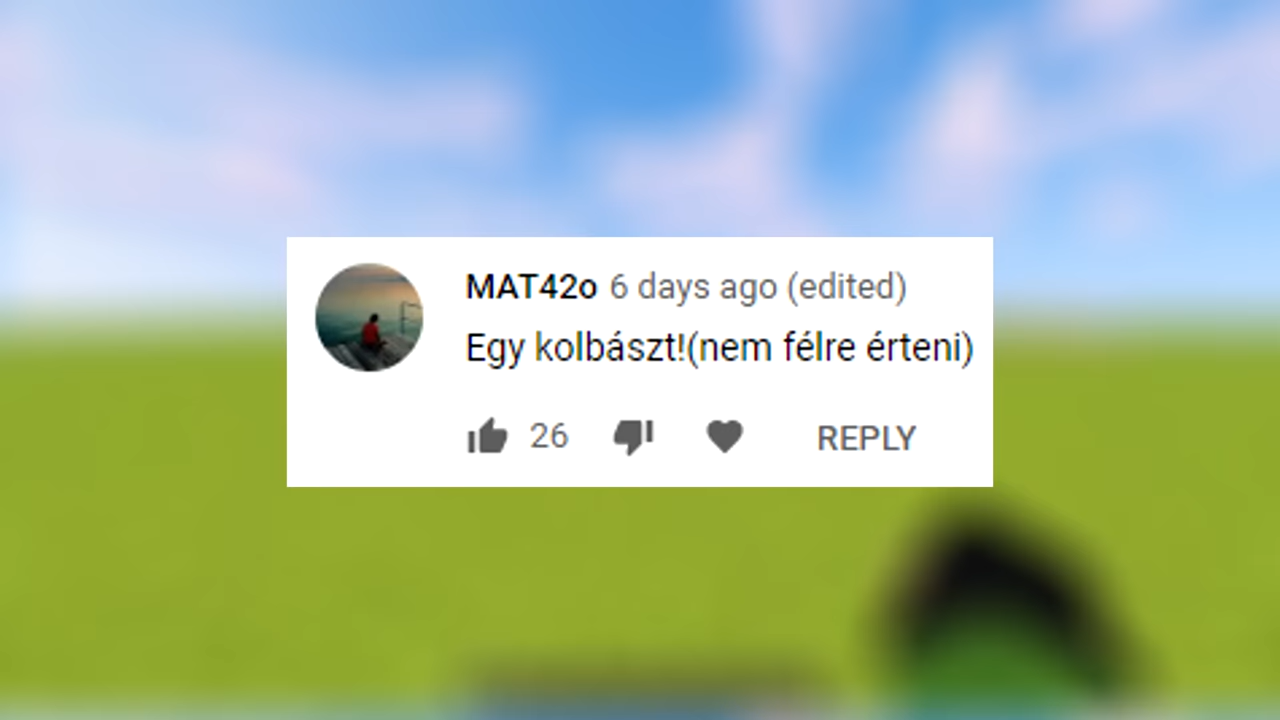 MAT42o 6 days ago (edited)
Egy kolbászt!(nem félre érteni)
26 REPLY